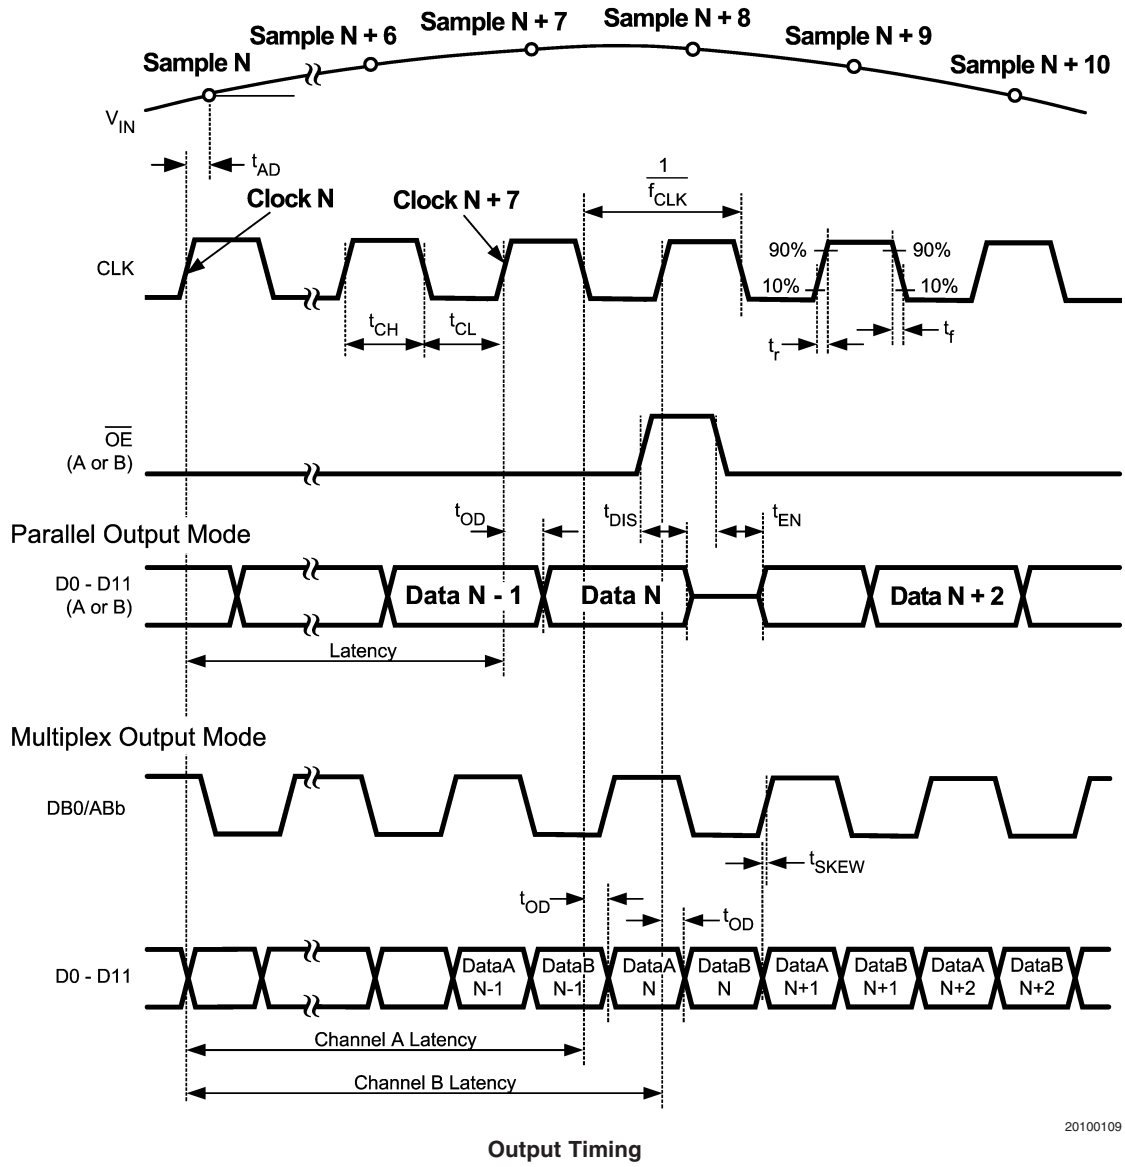 Sample N + 8
Sample N + 7
Sample N + 6
Sample N + 9
Sample N
Sample N + 10
VIN
tAD
1
fCLK
Clock N
Clock N + 7
CLK
90%
90%
10%
10%
tCH
tCL
tr
tf
OE
(A or B)
tOD
tDIS
tEN
Parallel Output Mode
D0 - D11
(A or B)
Data N - 1
Data N
Data N + 2
Latency
Multiplex Output Mode
DB0/ABb
tSKEW
tOD
tOD
D0 - D11
DataA
N-1
DataB
N-1
DataA
N
DataB
N
DataA
N+1
DataB
N+1
DataA
N+2
DataB
N+2
Channel A Latency
Channel B Latency
20100109
Output Timing